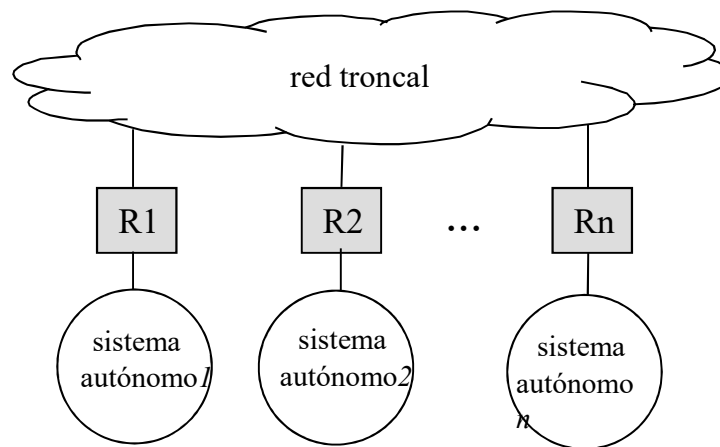 red troncal
R1 R2 ... Rn
sistema sistema sistema
autónomo1 autónomo2 autónomo
n